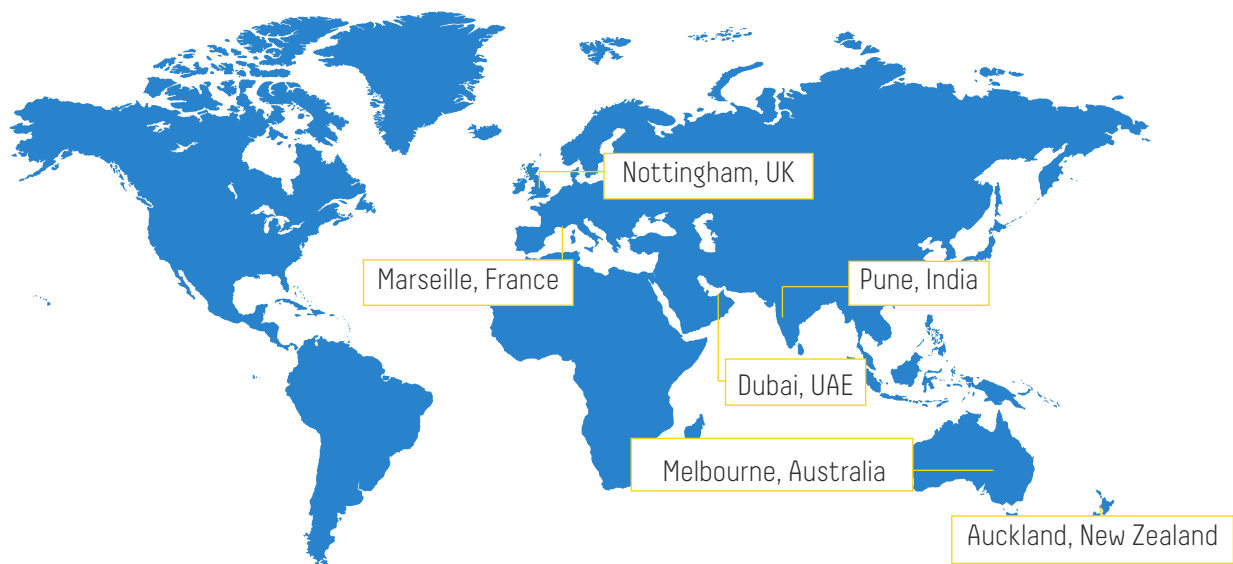 Nottingham, UK
Marseille, France
Pune, India
Dubai, UAE
Melbourne, Australia
Auckland, New Zealand